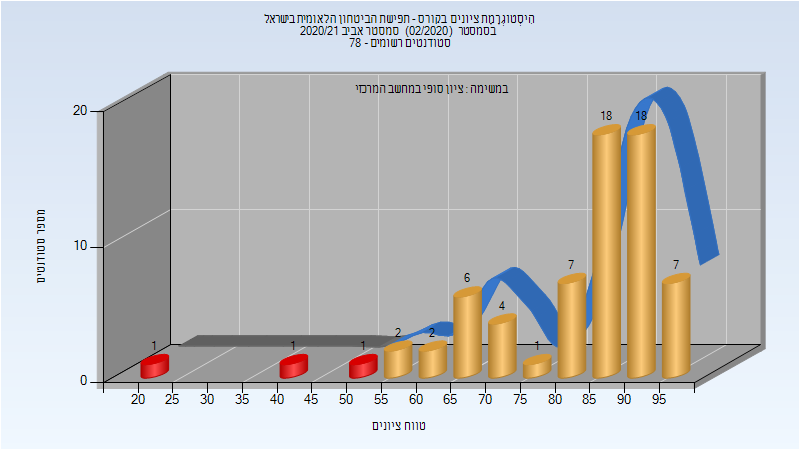 היסטוגרמת ציונים בקורס - תפישת הביטחון הלאומית בישראל
בסמסטר (02/2020) סמסטר אביב 2020/21
סטודנטים רשומים - 78
במשימה : ציון סופי במחשב המרכזי
מספר סטודנטים
20
10
0
1
1
1
2
2
6
4
1
7
18
18
7
20 25 30 35 40 45 50 55 60 65 70 75 80 85 90 95
טווח ציונים